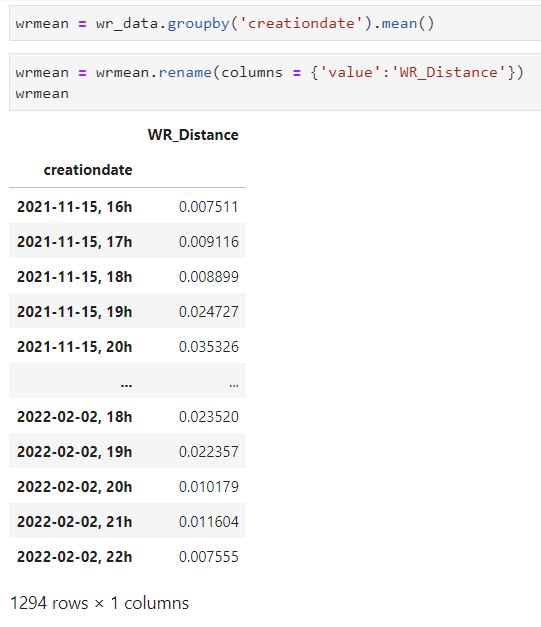 wrmean = wr_data.groupby('creationdate').mean()
wrmean = wrmean.rename(columns = {'value':'WR_Distance'})
wrmean
WR_Distance
creationdate
2021-11-15, 16h 0.007511
2021-11-15, 17h 0.009116
2021-11-15, 18h 0.008899
2021-11-15, 19h 0.024727
2021-11-15, 20h 0.035326
... ...
2022-02-02, 18h 0.023520
2022-02-02, 19h 0.022357
2022-02-02, 20h 0.010179
2022-02-02, 21h 0.011604
2022-02-02, 22h 0.007555
1294 rows × 1 columns